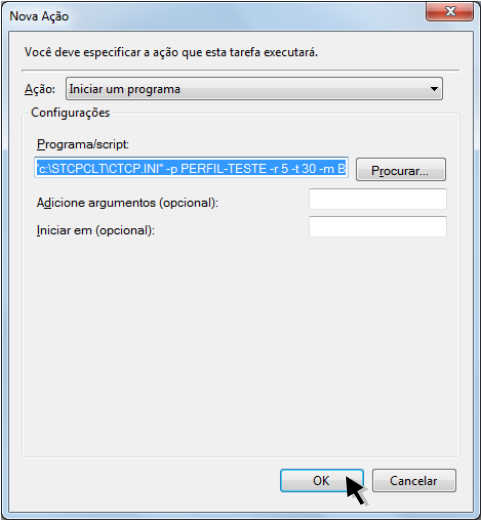 Nova Ação
Você deve especificar a ação que esta tarefa executará.
Ação: Iniciar um programa
Configurações
Programa/script:
'c:\STCPCLT\CTCP.INI" -p PERFIL-TESTE -r 5 -t 30 -m B
Procurar...
Adicione argumentos (opcional):
Iniciar em (opcional):
OK
Cancelar